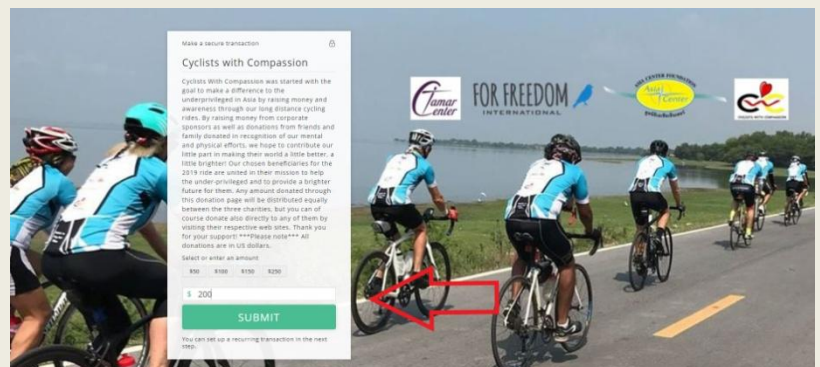 Make a secure transaction
Cyclists with Compassion
Cyclists With Compassion was started with the
goal to make a difference to the
underprivileged in Asia by raising money and
awareness through our long distance cycling
rides. By raising money from corporate
sponsors as well as donations from friends and
family donated in recognition of our mental
and physical efforts, we hope to contribute our
little part in making their world a little better, a
little brighter! Our chosen beneficiaries for the
2019 ride are united in their mission to help
the under-privileged and to provide a brighter
future for them. Any amount donated through
this donation page will be distributed equally
between the three charities, but you can of
course donate also directly to any of them by
visiting their respective web sites. Thank you
for your support! ***Please note*** All
donations are in US dollars.
Select or enter an amount
$50 $100 $150 $250
$ 200
SUBMIT
You can set up a recurring transaction in the next
step.
Tamar
Center
FOR FREEDOM
INTERNATIONAL
ASIA CENTER FOUNDATION
Asia Center
CYCLISTS WITH COMPASSION